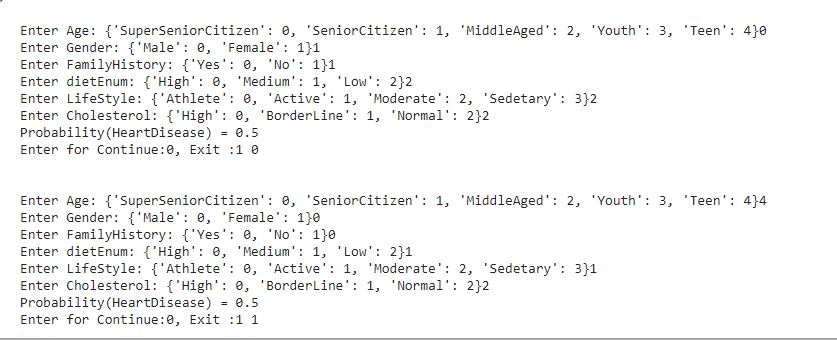 Enter Age: {'SuperSeniorCitizen': 0, 'SeniorCitizen': 1, 'MiddleAged': 2, 'Youth': 3, 'Teen': 4}0
Enter Gender: {'Male': 0, 'Female': 1}1
Enter FamilyHistory: {'Yes': 0, 'No': 1}1
Enter dietEnum: {'High': 0, 'Medium': 1, 'Low': 2}2
Enter LifeStyle: {'Athlete': 0, 'Active': 1, 'Moderate': 2, 'Sedetary': 3}2
Enter Cholesterol: {'High': 0, 'BorderLine': 1, 'Normal': 2}2
Probability(HeartDisease) = 0.5
Enter for Continue:0, Exit :1 0
Enter Age: {'SuperSeniorCitizen': 0, 'SeniorCitizen': 1, 'MiddleAged': 2, 'Youth': 3, 'Teen': 4}4
Enter Gender: {'Male': 0, 'Female': 1}0
Enter FamilyHistory: {'Yes': 0, 'No': 1}0
Enter dietEnum: {'High': 0, 'Medium': 1, 'Low': 2}1
Enter LifeStyle: {'Athlete': 0, 'Active': 1, 'Moderate': 2, 'Sedetary': 3}1
Enter Cholesterol: {'High': 0, 'BorderLine': 1, 'Normal': 2}2
Probability(HeartDisease) = 0.5
Enter for Continue:0, Exit :1 1